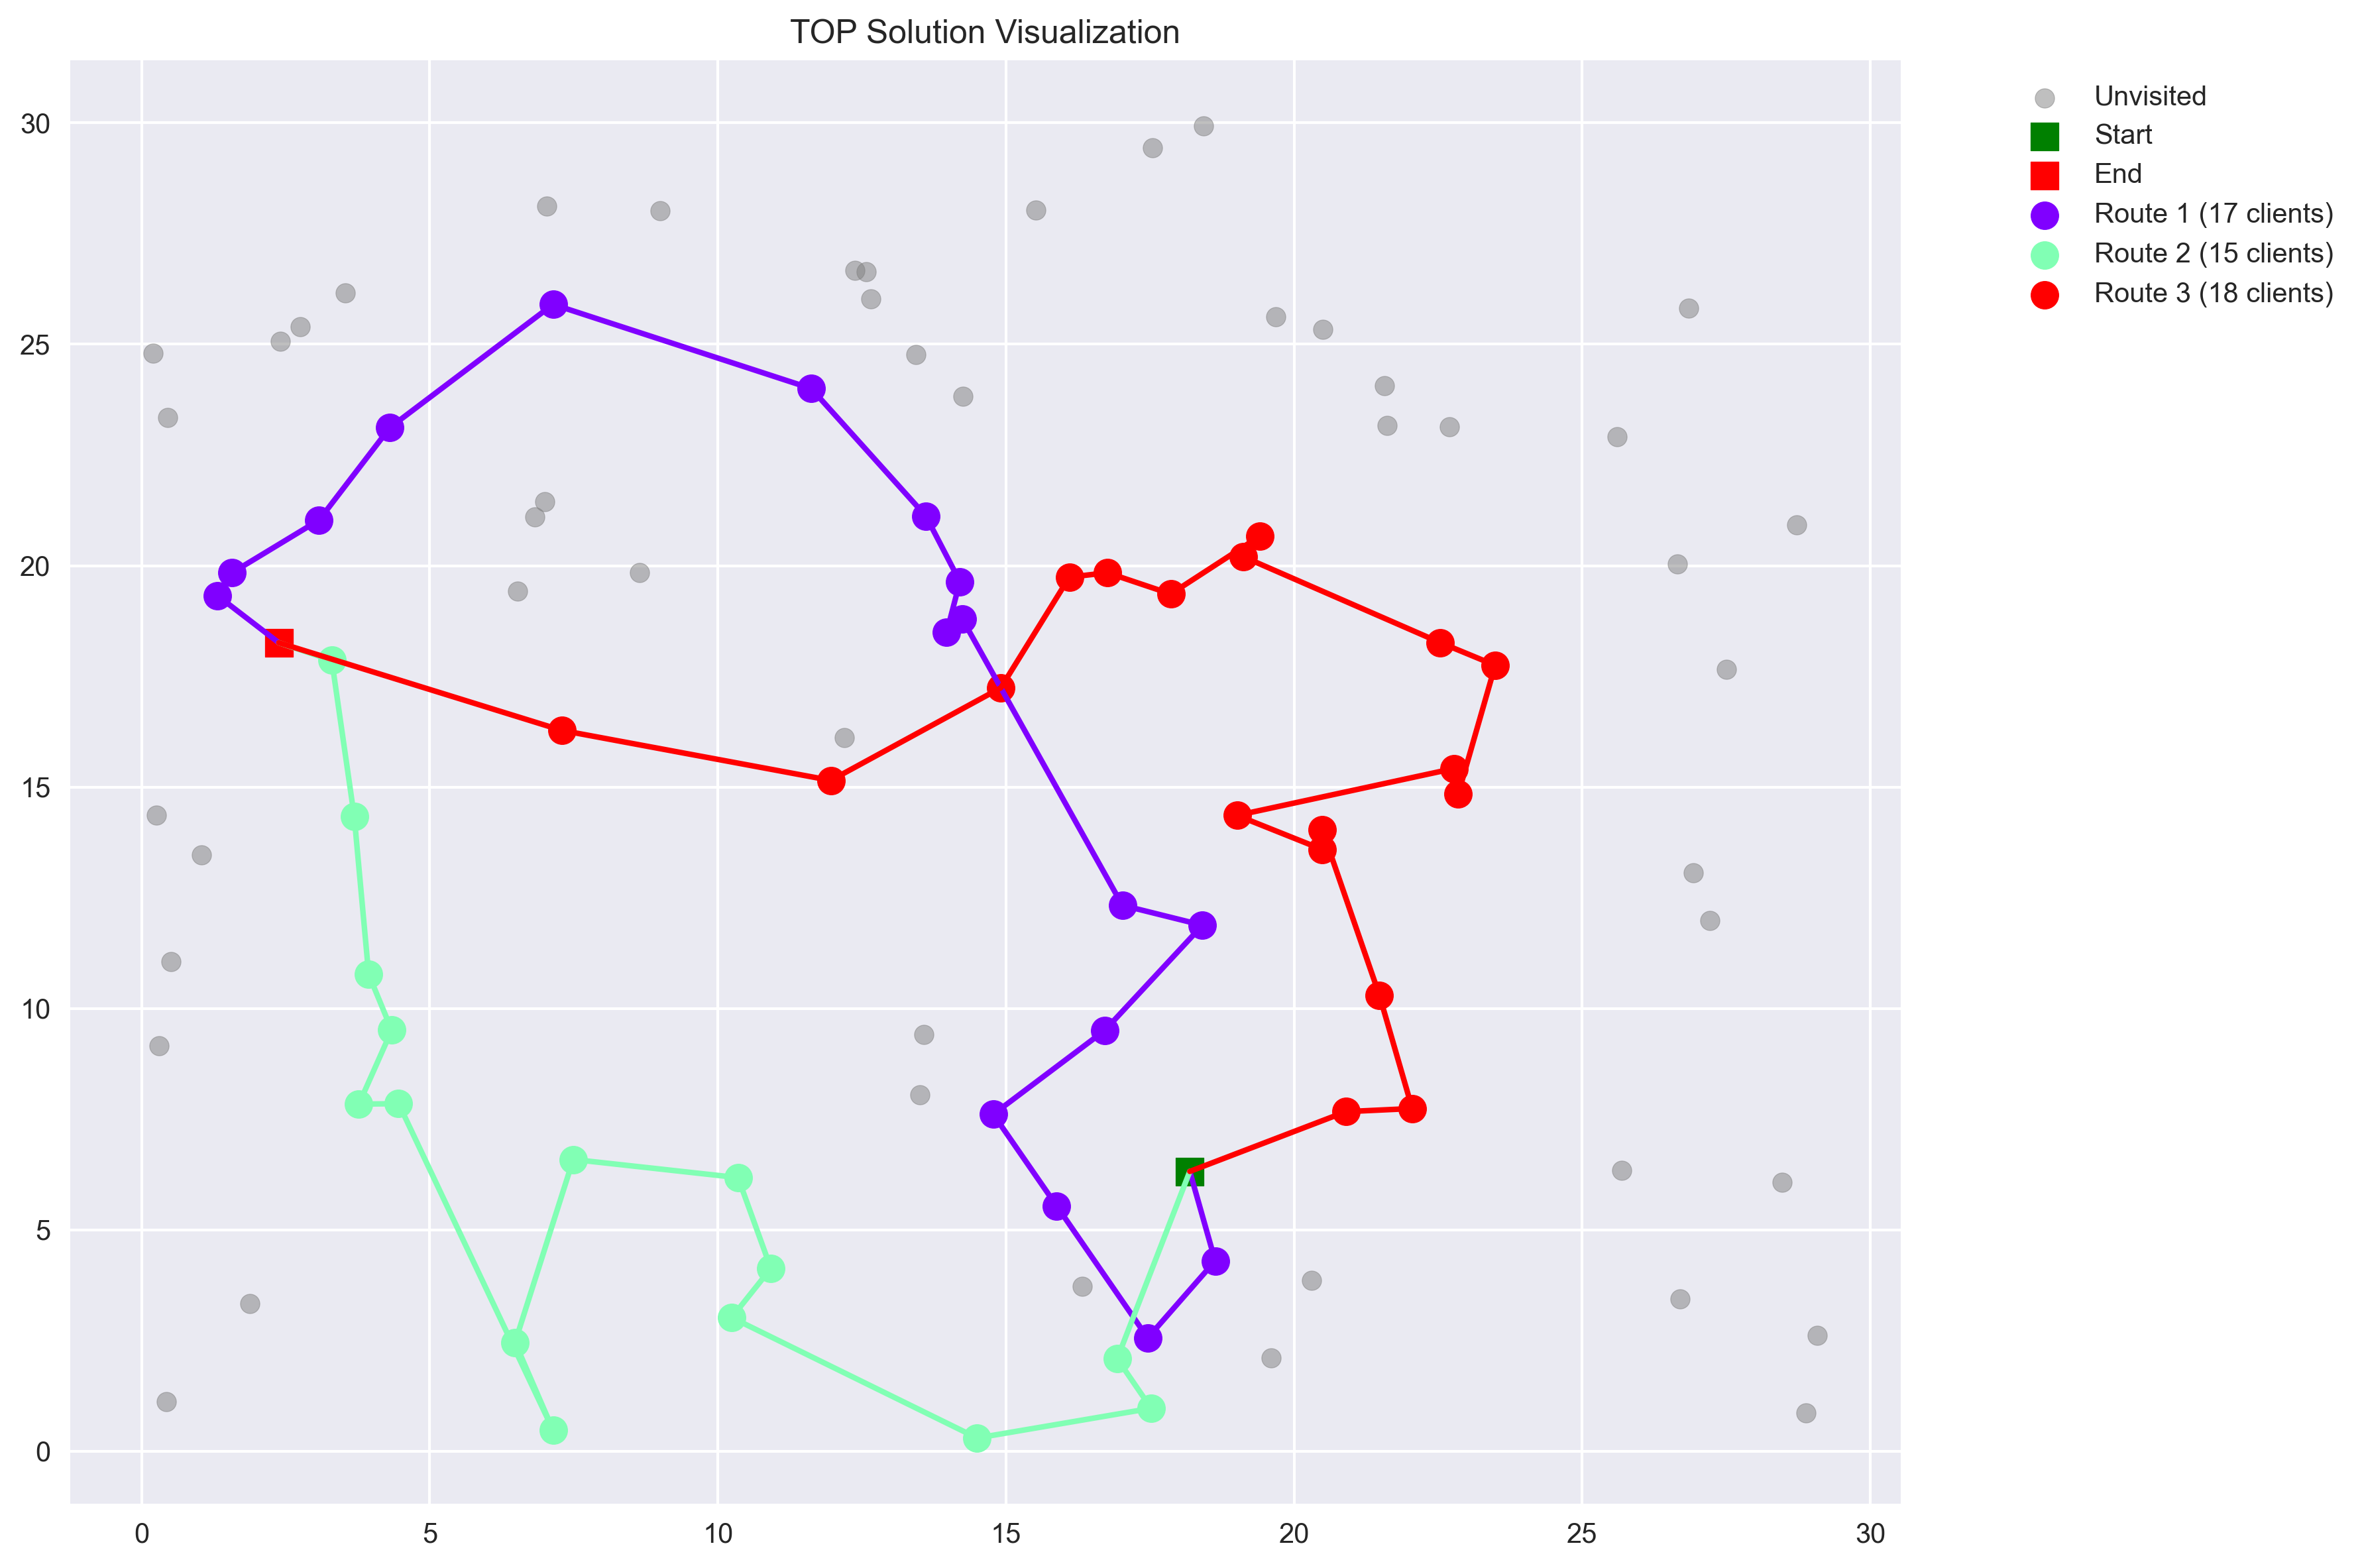 TOP Solution Visualization
30
25
20
15
10
5
0
0 5 10 15 20 25 30
Unvisited
Start
End
Route 1 (17 clients)
Route 2 (15 clients)
Route 3 (18 clients)